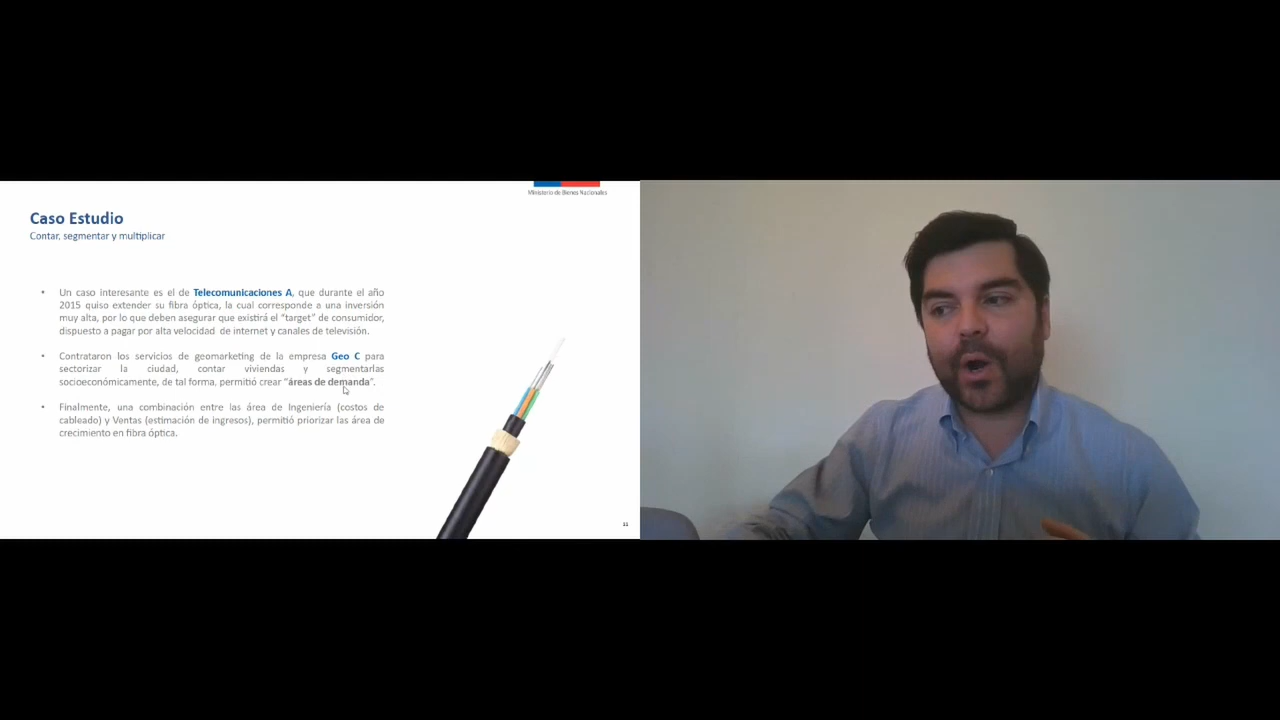 Ministerio de Bienes Nacionales
Caso Estudio
Contar, segmentar y multiplicar
• Un caso interesante es el de Telecomunicaciones A, que durante el año
2015 quiso extender su fibra óptica, la cual corresponde a una inversión
muy alta, por lo que deben asegurar que existirá el “target” de consumidor,
dispuesto a pagar por alta velocidad de internet y canales de televisión.
• Contrataron los servicios de geomarketing de la empresa Geo C para
sectorizar la ciudad, contar viviendas y segmentarlas
socioeconómicamente, de tal forma, permitió crear “áreas de demanda”.
• Finalmente, una combinación entre las área de Ingeniería (costos de
cableado) y Ventas (estimación de ingresos), permitió priorizar las área de
crecimiento en fibra óptica.
11